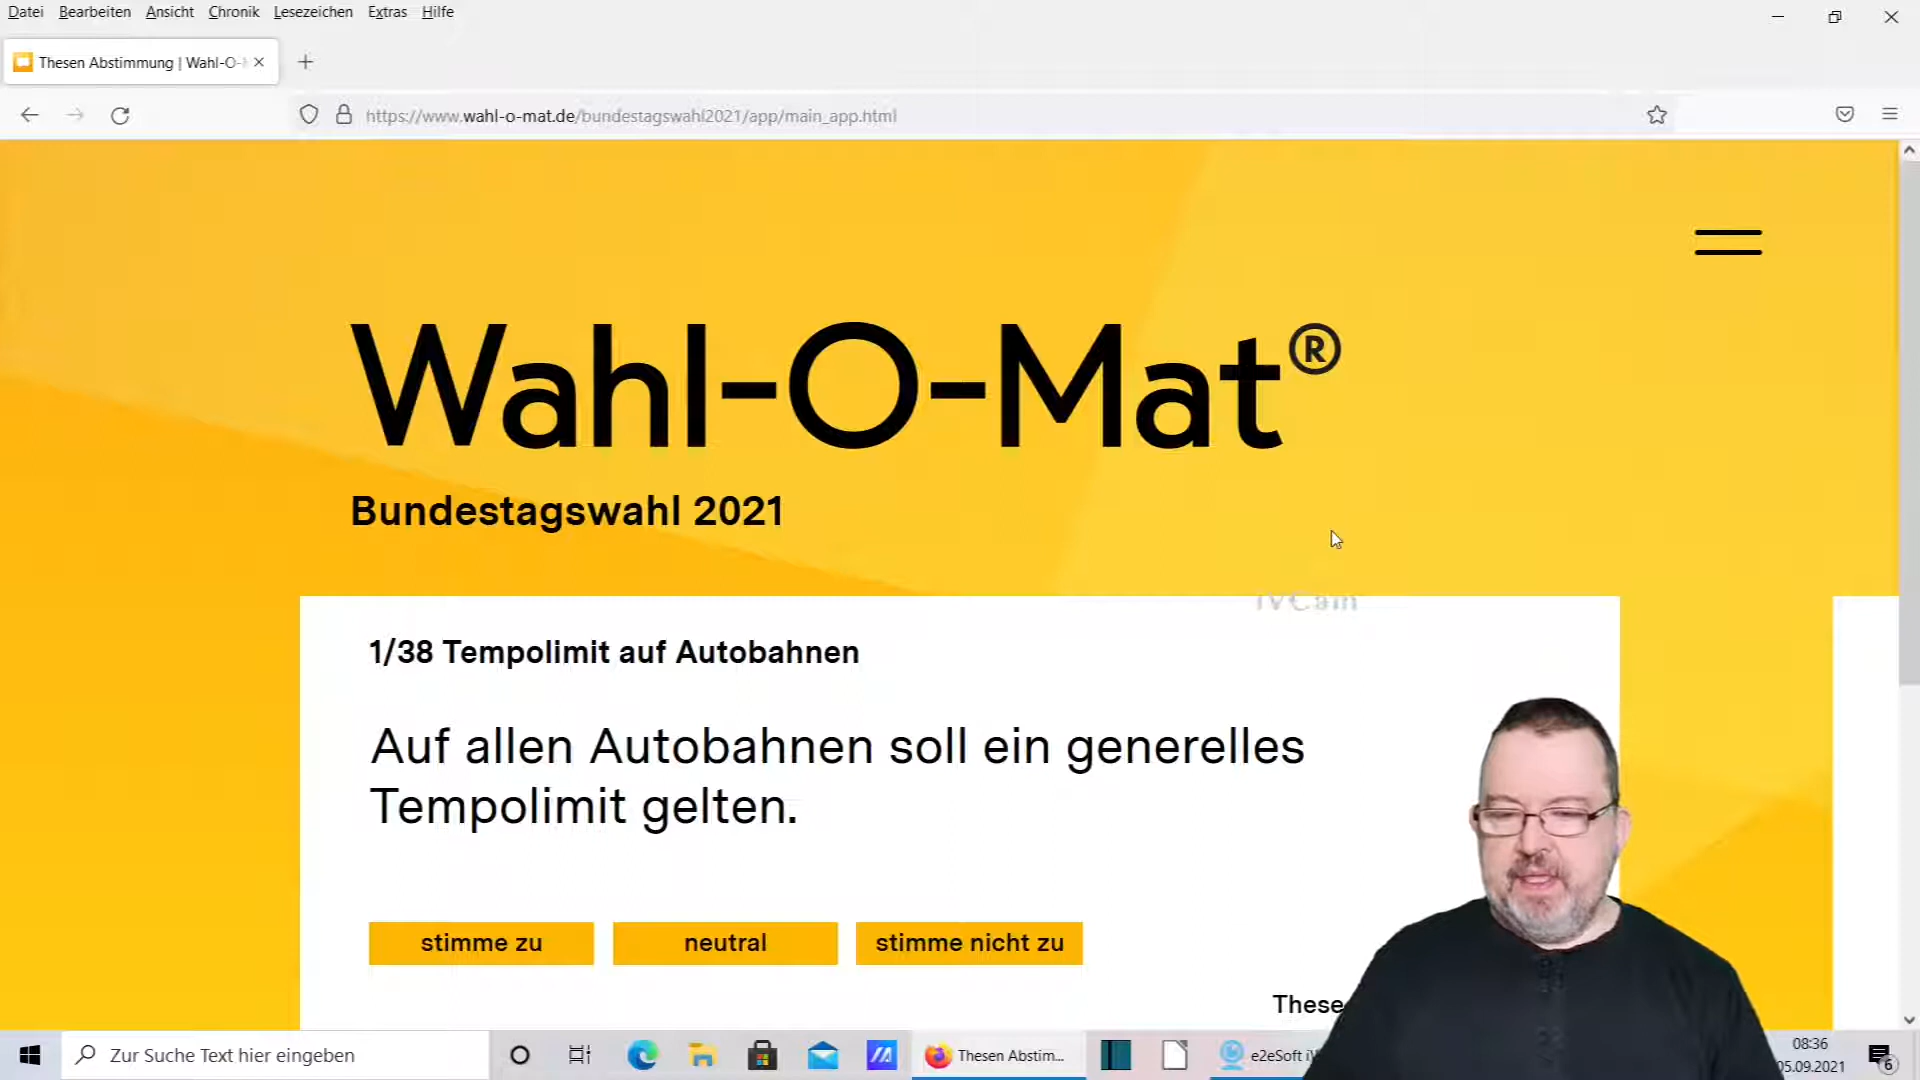 Datei Bearbeiten Ansicht Chronik Lesezeichen Extras Hilfe
Thesen Abstimmung | Wahl-O-
https://www.wahl-o-mat.de/bundestagswahl2021/app/main_app.html
Wahl-O-Mat®
Bundestagswahl 2021
iVCam
1/38 Tempolimit auf Autobahnen
Auf allen Autobahnen soll ein generelles
Tempolimit gelten.
stimme zu neutral stimme nicht zu
These
Zur Suche Text hier eingeben
Thesen Abstim...
e2eSoft
08:36
05.09.2021
6